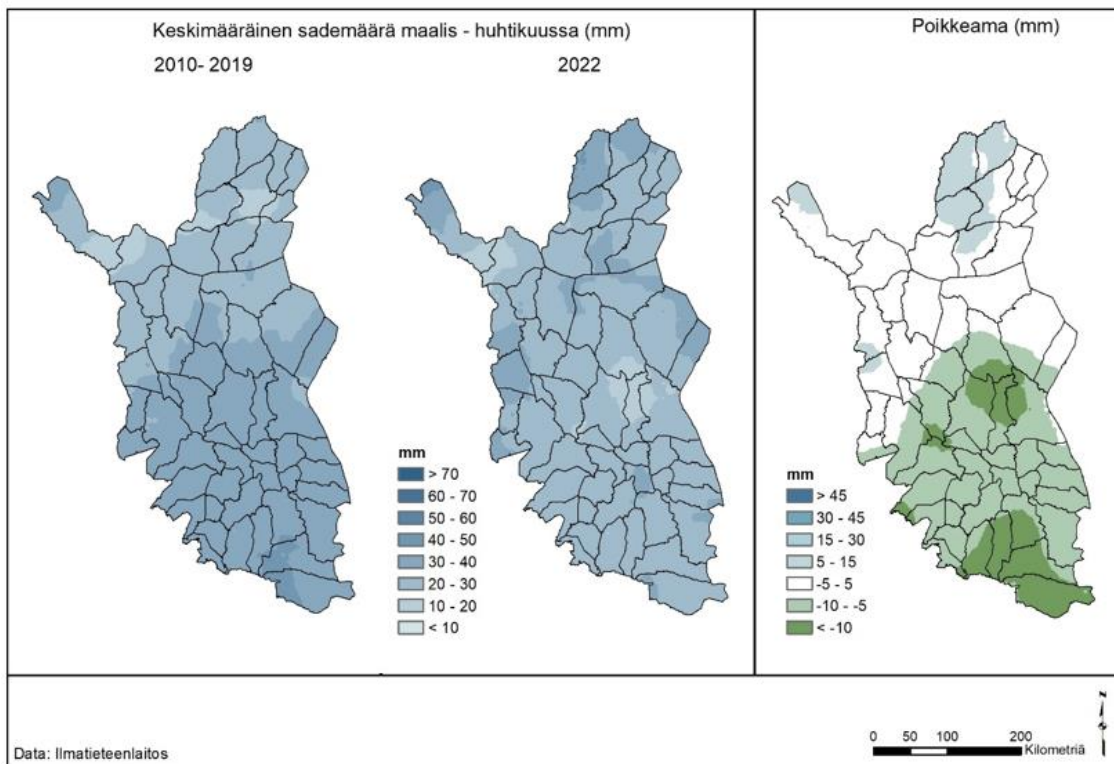 Keskimääräinen sademäärä maalis - huhtikuussa (mm)
2010- 2019
2022
mm
> 70
60 - 70
50 - 60
40 - 50
30 - 40
20 - 30
10 - 20
< 10
Poikkeama (mm)
mm
> 45
30 - 45
15 - 30
5 - 15
-5 - 5
-10 - -5
< -10
Data: Ilmatieteenlaitos
0 50 100 200
Kilometriä